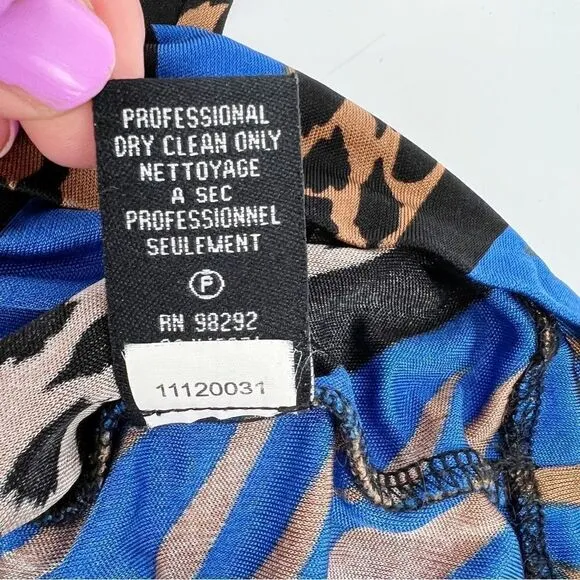 PROFESSIONAL
DRY CLEAN ONLY
NETTOYAGE
A SEC
PROFESSIONNEL
SEULEMENT
P
RN 98292
11120031